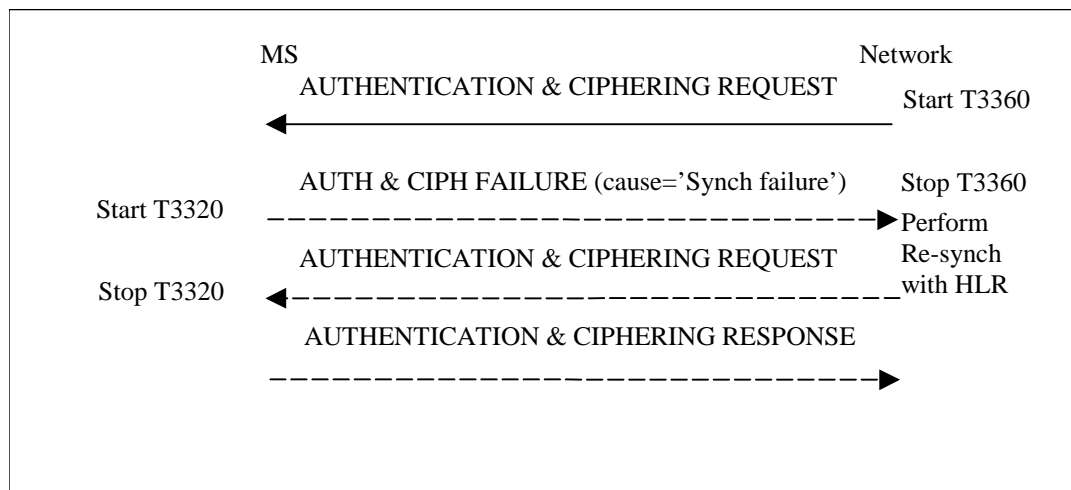 MS
Network
AUTHENTICATION & CIPHERING REQUEST
Start T3360
AUTH & CIPH FAILURE (cause=’Synch failure’)
Stop T3360
Start T3320
Perform
Re-synch
with HLR
AUTHENTICATION & CIPHERING REQUEST
Stop T3320
AUTHENTICATION & CIPHERING RESPONSE